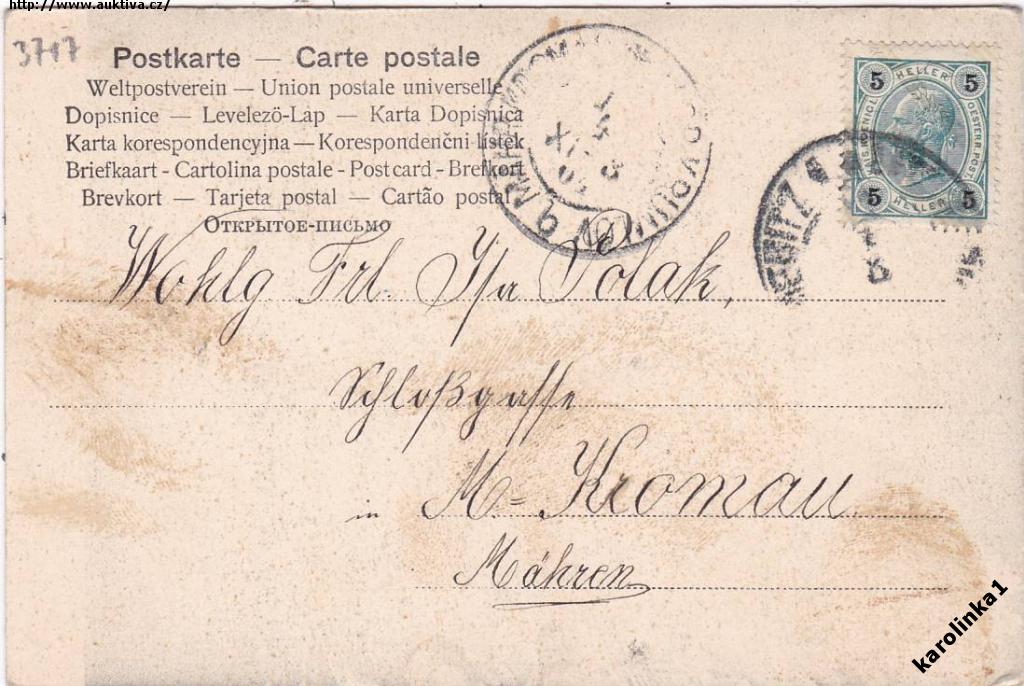 http://www.auktiva.cz/
3717
Postkarte — Carte postale
Weltpostverein — Union postale universelle
Dopisnice — Levelezö-Lap — Karta Dopisnica
Karta korespondencyjna — Korespondenčni listek
Briefkaart - Cartolina postale - Post card - Brefkort
Brevkort — Tarjeta postal — Cartão postal
Открытое-письмо
5 HELLER 5
5 HELLER 5
Wohlg Frl. Polak,
Schloßgasse
in M= Kromau
Mähren
karolinka1